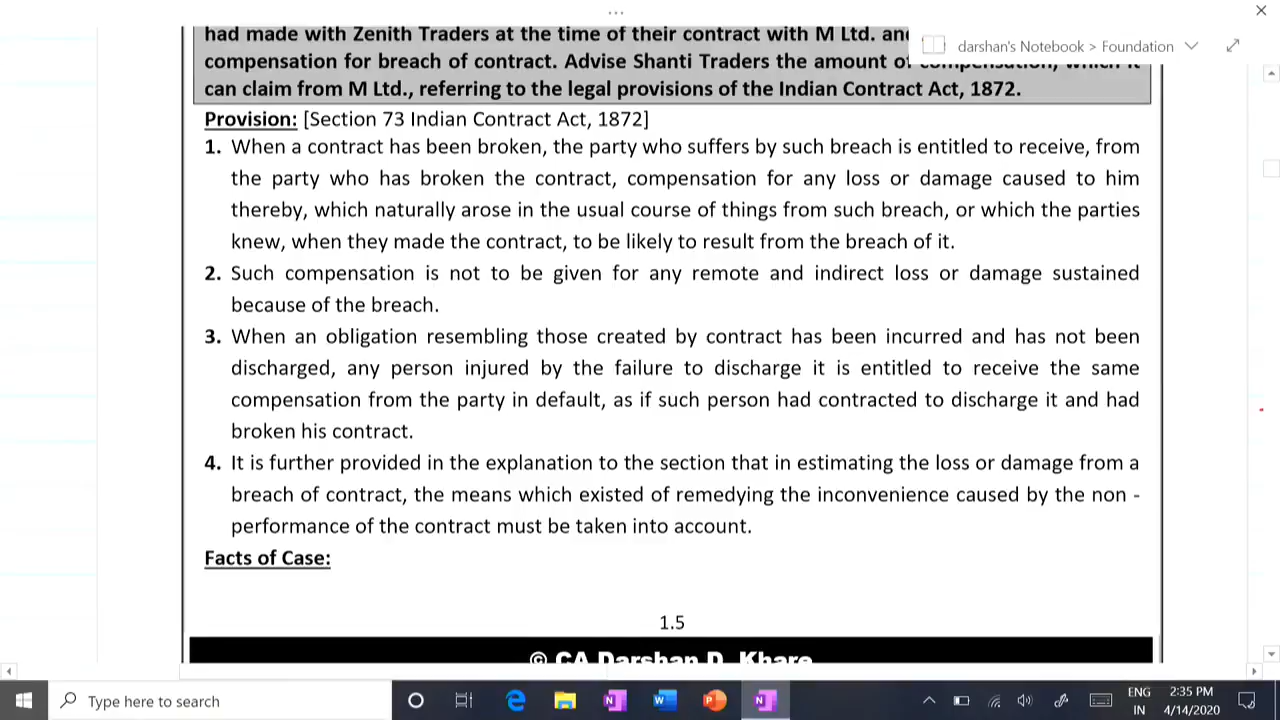 had made with Zenith Traders at the time of their contract with M Ltd. and
darshan's Notebook > Foundation
compensation for breach of contract. Advise Shanti Traders the amount of compensation, which it
can claim from M Ltd., referring to the legal provisions of the Indian Contract Act, 1872.
Provision: [Section 73 Indian Contract Act, 1872]
1. When a contract has been broken, the party who suffers by such breach is entitled to receive, from
the party who has broken the contract, compensation for any loss or damage caused to him
thereby, which naturally arose in the usual course of things from such breach, or which the parties
knew, when they made the contract, to be likely to result from the breach of it.
2. Such compensation is not to be given for any remote and indirect loss or damage sustained
because of the breach.
3. When an obligation resembling those created by contract has been incurred and has not been
discharged, any person injured by the failure to discharge it is entitled to receive the same
compensation from the party in default, as if such person had contracted to discharge it and had
broken his contract.
4. It is further provided in the explanation to the section that in estimating the loss or damage from a
breach of contract, the means which existed of remedying the inconvenience caused by the non -
performance of the contract must be taken into account.
Facts of Case:
1.5
© CA Darshan D. Khare
Type here to search
ENG
IN
2:35 PM
4/14/2020